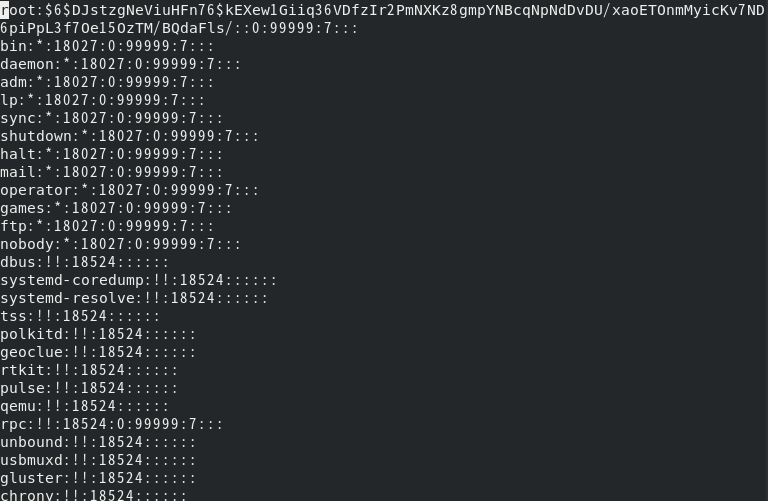 root:$6$DJstzgNeViuHFn76$kEXew1Giiq36VDfzIr2PmNXKz8gmpYNBcqNpNdDvDU/xaoETOnmMyicKv7ND
6piPpL3f7Oe15OzTM/BQdaFls/::0:99999:7:::
bin:*:18027:0:99999:7:::
daemon:*:18027:0:99999:7:::
adm:*:18027:0:99999:7:::
lp:*:18027:0:99999:7:::
sync:*:18027:0:99999:7:::
shutdown:*:18027:0:99999:7:::
halt:*:18027:0:99999:7:::
mail:*:18027:0:99999:7:::
operator:*:18027:0:99999:7:::
games:*:18027:0:99999:7:::
ftp:*:18027:0:99999:7:::
nobody:*:18027:0:99999:7:::
dbus:!!:18524::::::
systemd-coredump:!!:18524::::::
systemd-resolve:!!:18524::::::
tss:!!:18524::::::
polkitd:!!:18524::::::
geoclue:!!:18524::::::
rtkit:!!:18524::::::
pulse:!!:18524::::::
qemu:!!:18524::::::
rpc:!!:18524:0:99999:7:::
unbound:!!:18524::::::
usbmuxd:!!:18524::::::
gluster:!!:18524::::::
chrony:!!:18524::::::